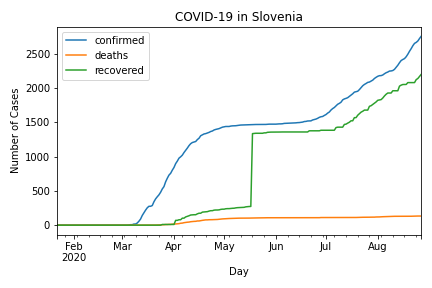 COVID-19 in Slovenia
confirmed
deaths
recovered
Number of Cases
2500
2000
1500
1000
500
0
Feb Mar Apr May Jun Jul Aug
2020
Day